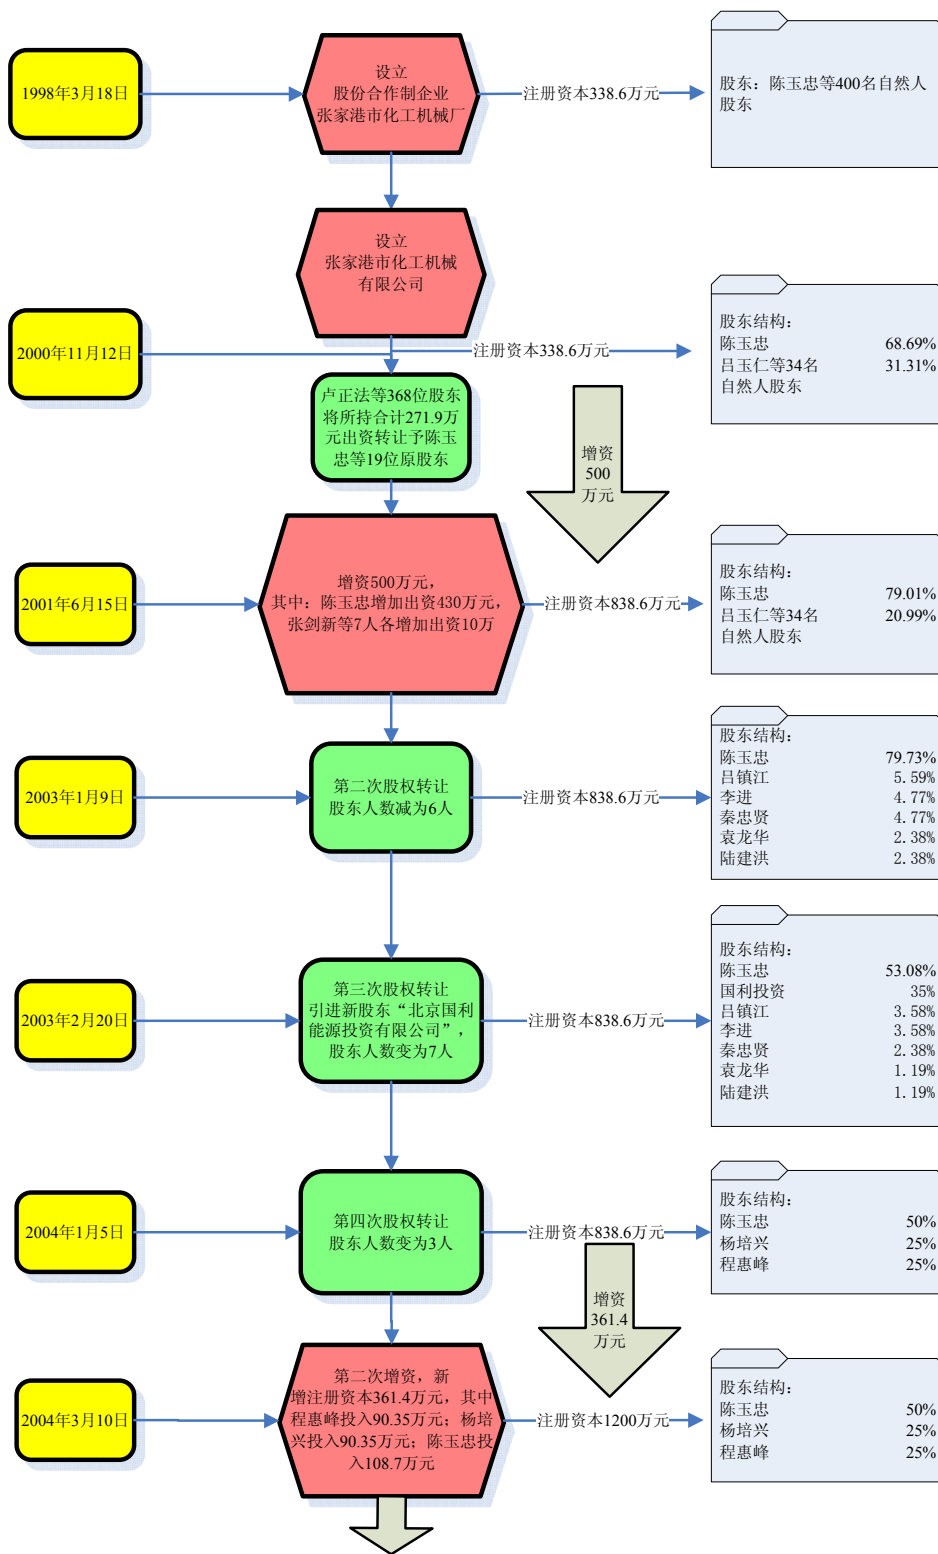 1998年3月18日
设立
股份合作制企业
张家港市化工机械厂
注册资本338.6万元
股东：陈玉忠等400名自然人
股东
设立
张家港市化工机械
有限公司
2000年11月12日
注册资本338.6万元
股东结构：
陈玉忠 68.69%
吕玉仁等34名 31.31%
自然人股东
卢正法等368位股东
将所持合计271.9万
元出资转让予陈玉
忠等19位原股东
增资
500
万元
2001年6月15日
增资500万元，
其中：陈玉忠增加出资430万元，
张剑新等7人各增加出资10万
注册资本838.6万元
股东结构：
陈玉忠 79.01%
吕玉仁等34名 20.99%
自然人股东
2003年1月9日
第二次股权转让
股东人数减为6人
注册资本838.6万元
股东结构：
陈玉忠 79.73%
吕镇江 5.59%
李进 4.77%
秦忠贤 4.77%
袁龙华 2.38%
陆建洪 2.38%
2003年2月20日
第三次股权转让
引进新股东“北京国利
能源投资有限公司”，
股东人数变为7人
注册资本838.6万元
股东结构：
陈玉忠 53.08%
国利投资 35%
吕镇江 3.58%
李进 3.58%
秦忠贤 2.38%
袁龙华 1.19%
陆建洪 1.19%
2004年1月5日
第四次股权转让
股东人数变为3人
注册资本838.6万元
股东结构：
陈玉忠 50%
杨培兴 25%
程惠峰 25%
增资
361.4
万元
2004年3月10日
第二次增资，新
增注册资本361.4万元，其中
程惠峰投入90.35万元；杨培
兴投入90.35万元；陈玉忠投
入108.7万元
注册资本1200万元
股东结构：
陈玉忠 50%
杨培兴 25%
程惠峰 25%